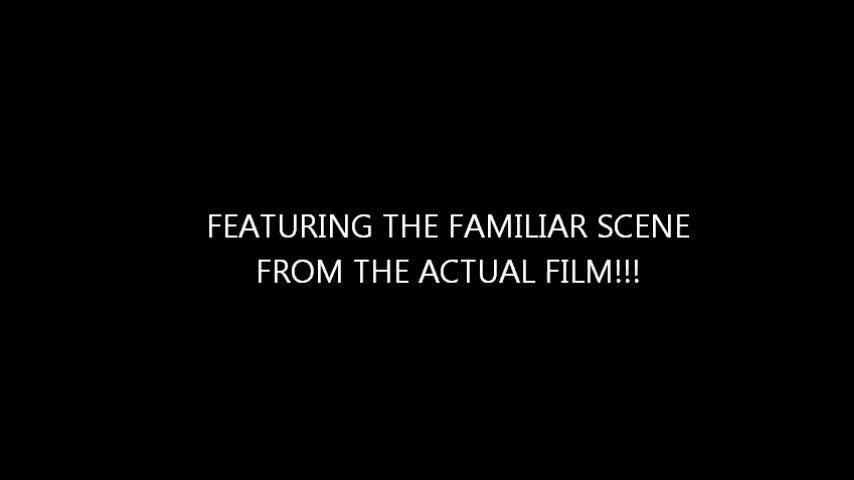 FEATURING THE FAMILIAR SCENE
FROM THE ACTUAL FILM!!!